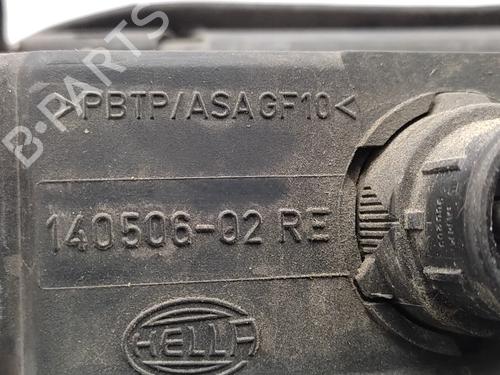 B-PARTS
>PBTP/ASAGF10<
140506-02 RE
HELLA